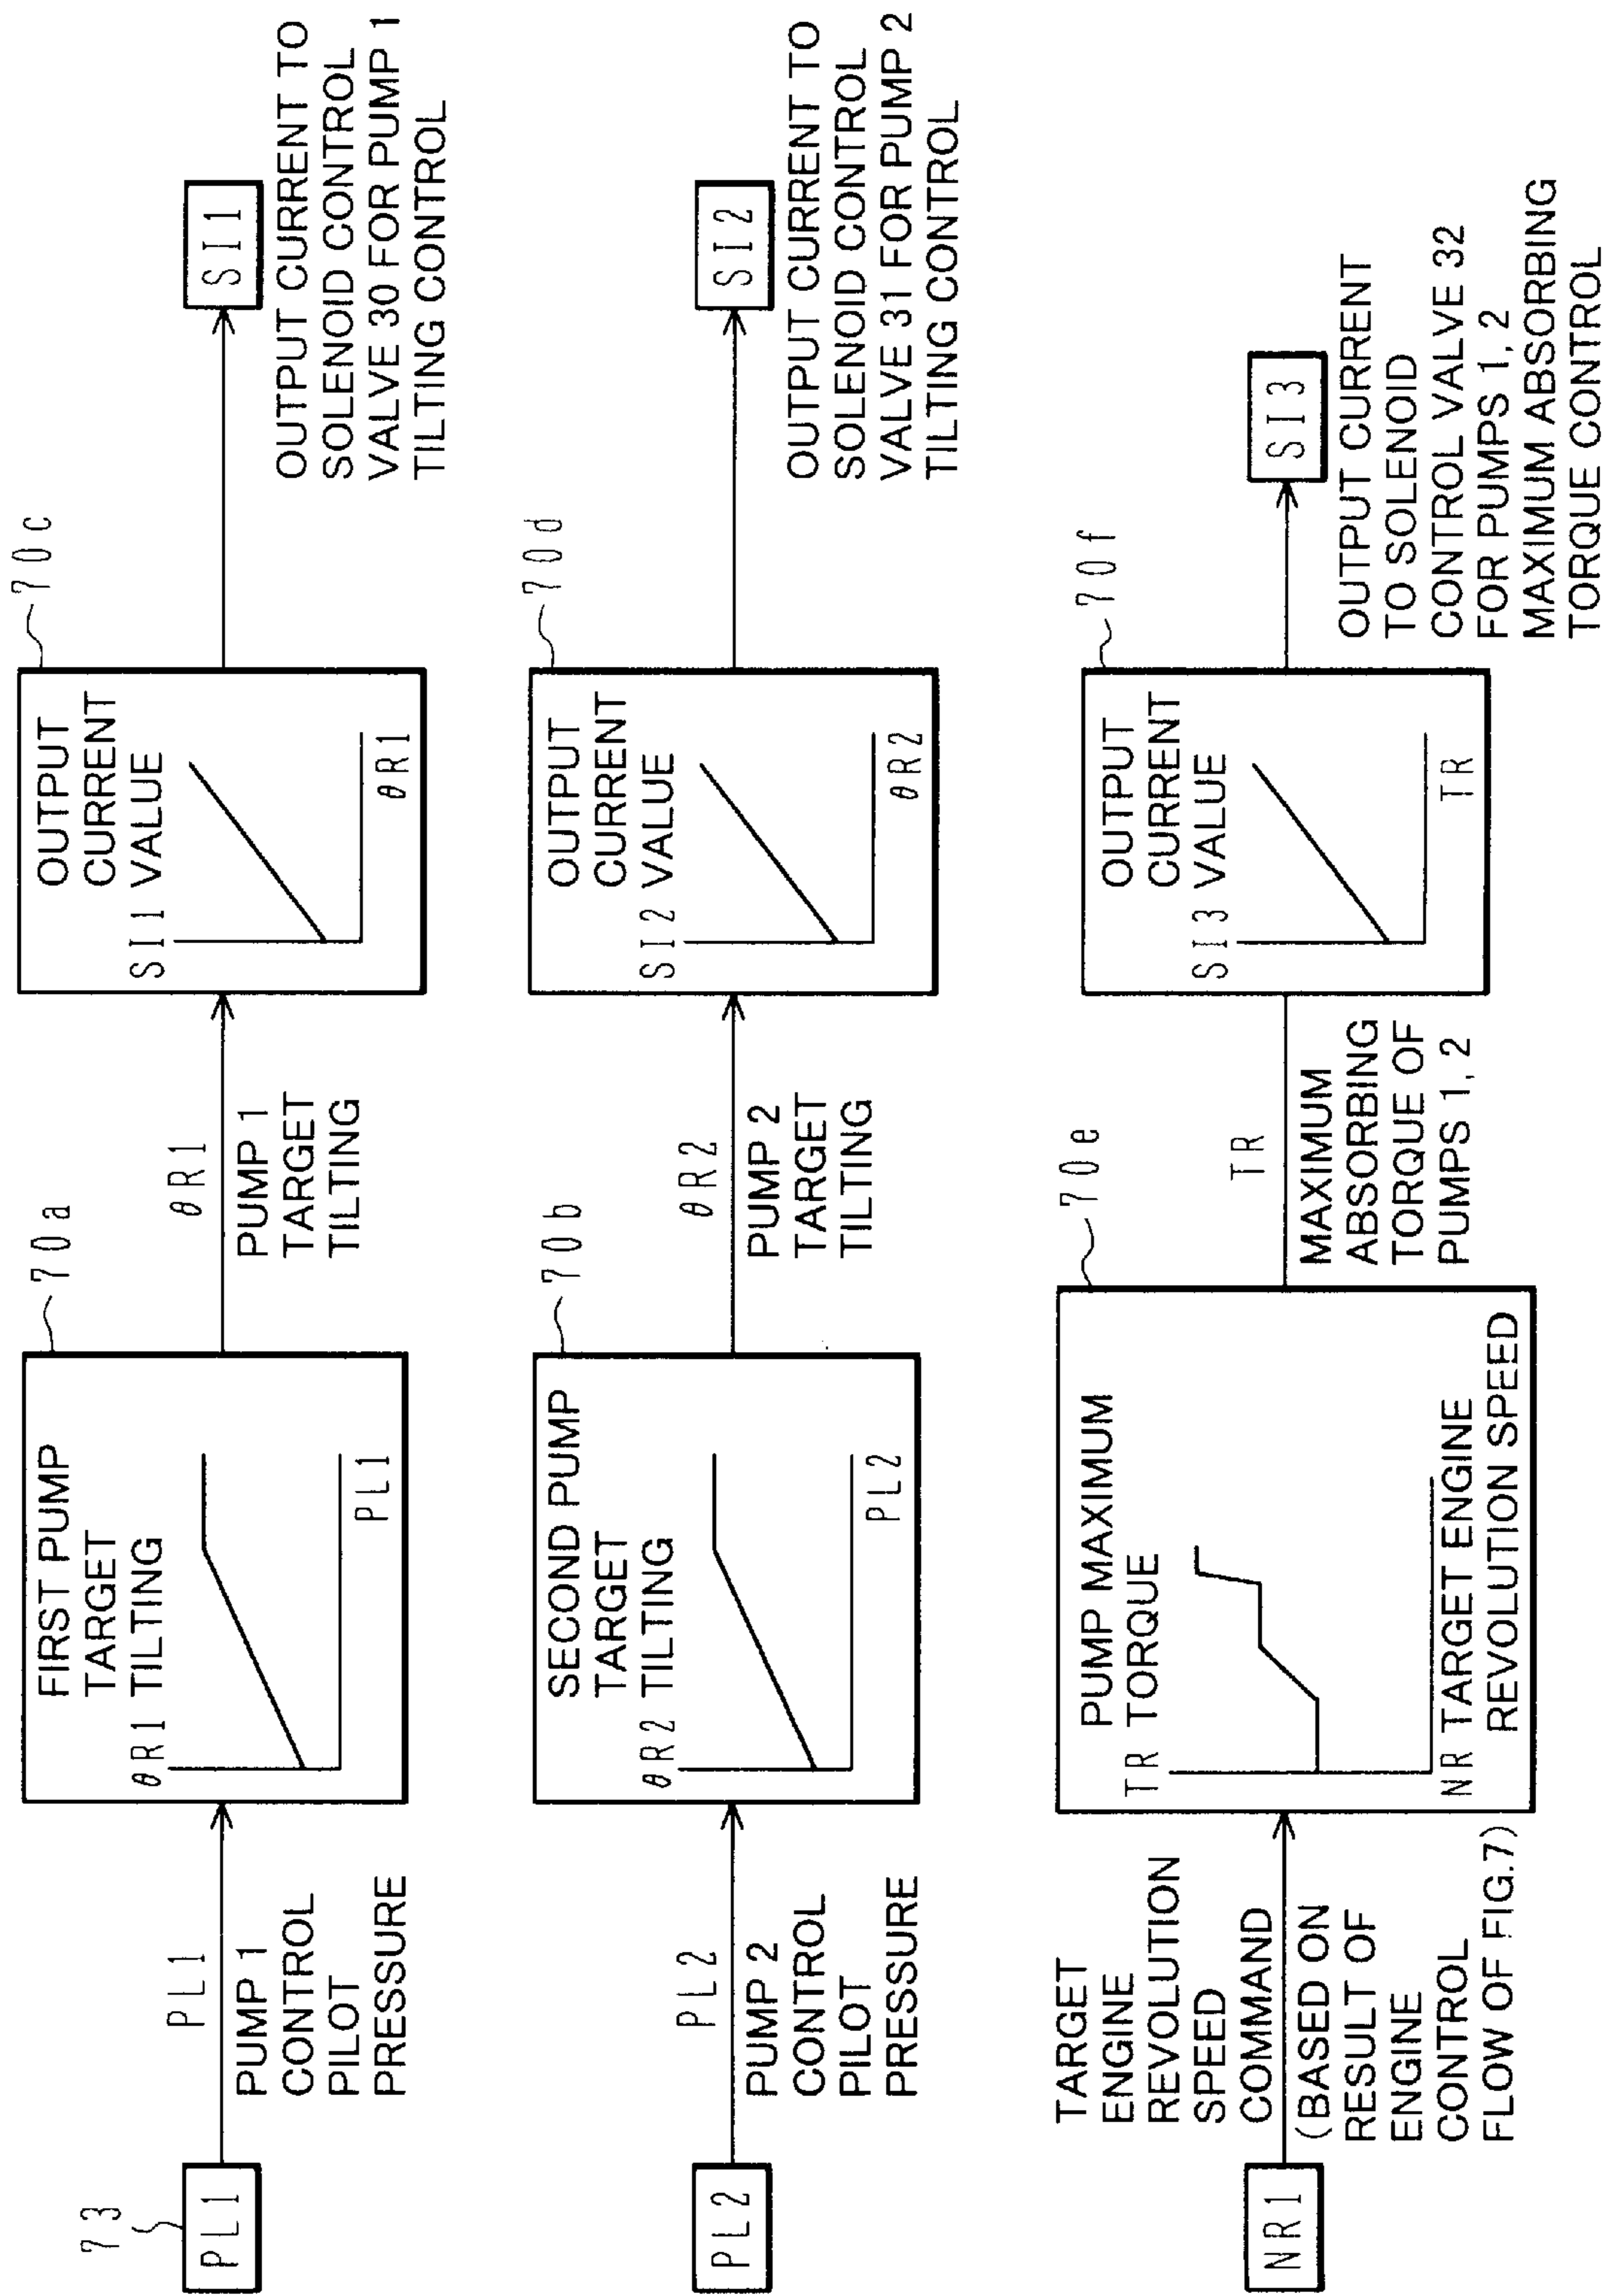 73
PL1
PL1
PUMP 1
CONTROL
PILOT
PRESSURE
70a
FIRST PUMP
TARGET
θR1 TILTING
PL1
θR1
PUMP 1
TARGET
TILTING
70c
OUTPUT
CURRENT
SI1 VALUE
θR1
SI1
OUTPUT CURRENT TO
SOLENOID CONTROL
VALVE 30 FOR PUMP 1
TILTING CONTROL
PL2
PL2
PUMP 2
CONTROL
PILOT
PRESSURE
70b
SECOND PUMP
TARGET
θR2 TILTING
PL2
θR2
PUMP 2
TARGET
TILTING
70d
OUTPUT
CURRENT
SI2 VALUE
θR2
SI2
OUTPUT CURRENT TO
SOLENOID CONTROL
VALVE 31 FOR PUMP 2
TILTING CONTROL
NR1
TARGET
ENGINE
REVOLUTION
SPEED
COMMAND
(BASED ON
RESULT OF
ENGINE
CONTROL
FLOW OF FIG.7)
70e
PUMP MAXIMUM
TR TORQUE
NR TARGET ENGINE
REVOLUTION SPEED
TR
MAXIMUM
ABSORBING
TORQUE OF
PUMPS 1, 2
70f
OUTPUT
CURRENT
SI3 VALUE
TR
SI3
OUTPUT CURRENT
TO SOLENOID
CONTROL VALVE 32
FOR PUMPS 1,2
MAXIMUM ABSORBING
TORQUE CONTROL